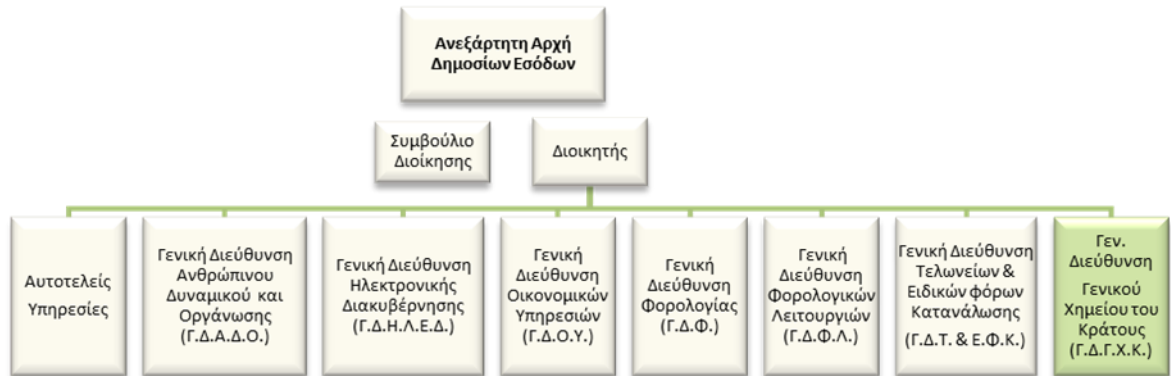 Ανεξάρτητη Αρχή
Δημοσίων Εσόδων
Συμβούλιο
Διοίκησης
Διοικητής
Αυτοτελείς
Υπηρεσίες
Γενική Διεύθυνση
Ανθρώπινου
Δυναμικού και
Οργάνωσης
(Γ.Δ.Α.Δ.Ο.)
Γενική Διεύθυνση
Ηλεκτρονικής
Διακυβέρνησης
(Γ.Δ.Η.Λ.Ε.Δ.)
Γενική
Διεύθυνση
Οικονομικών
Υπηρεσιών
(Γ.Δ.Ο.Υ.)
Γενική
Διεύθυνση
Φορολογίας
(Γ.Δ.Φ.)
Γενική
Διεύθυνση
Φορολογικών
Λειτουργιών
(Γ.Δ.Φ.Λ.)
Γενική Διεύθυνση
Τελωνείων &
Ειδικών φόρων
Κατανάλωσης
(Γ.Δ.Τ. & Ε.Φ.Κ.)
Γεν.
Διεύθυνση
Γενικού
Χημείου του
Κράτους
(Γ.Δ.Γ.Χ.Κ.)